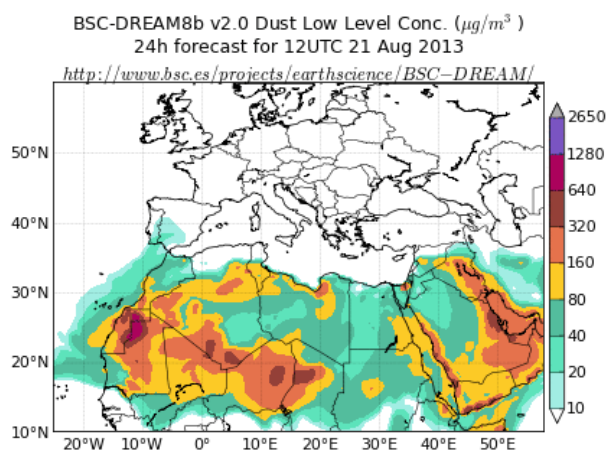 BSC-DREAM8b v2.0 Dust Low Level Conc. (μg/m³ )
24h forecast for 12UTC 21 Aug 2013
http://www.bsc.es/projects/earthscience/BSC−DREAM/
50°N
40°N
30°N
20°N
10°N
20°W
10°W
0°
10°E
20°E
30°E
40°E
50°E
2650
1280
640
320
160
80
40
20
10